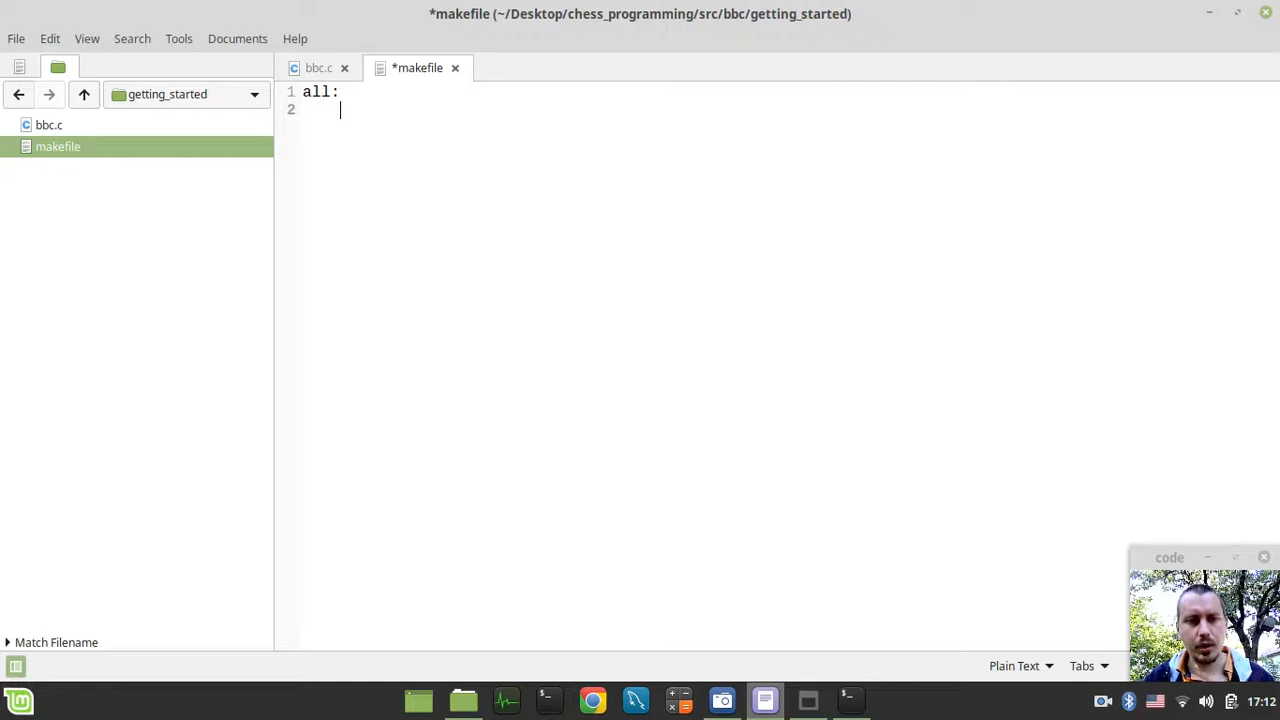 *makefile (~/Desktop/chess_programming/src/bbc/getting_started)
File Edit View Search Tools Documents Help
bbc.c *makefile
getting_started
1 all:
2
bbc.c
makefile
code
Match Filename
Plain Text Tabs
17:12